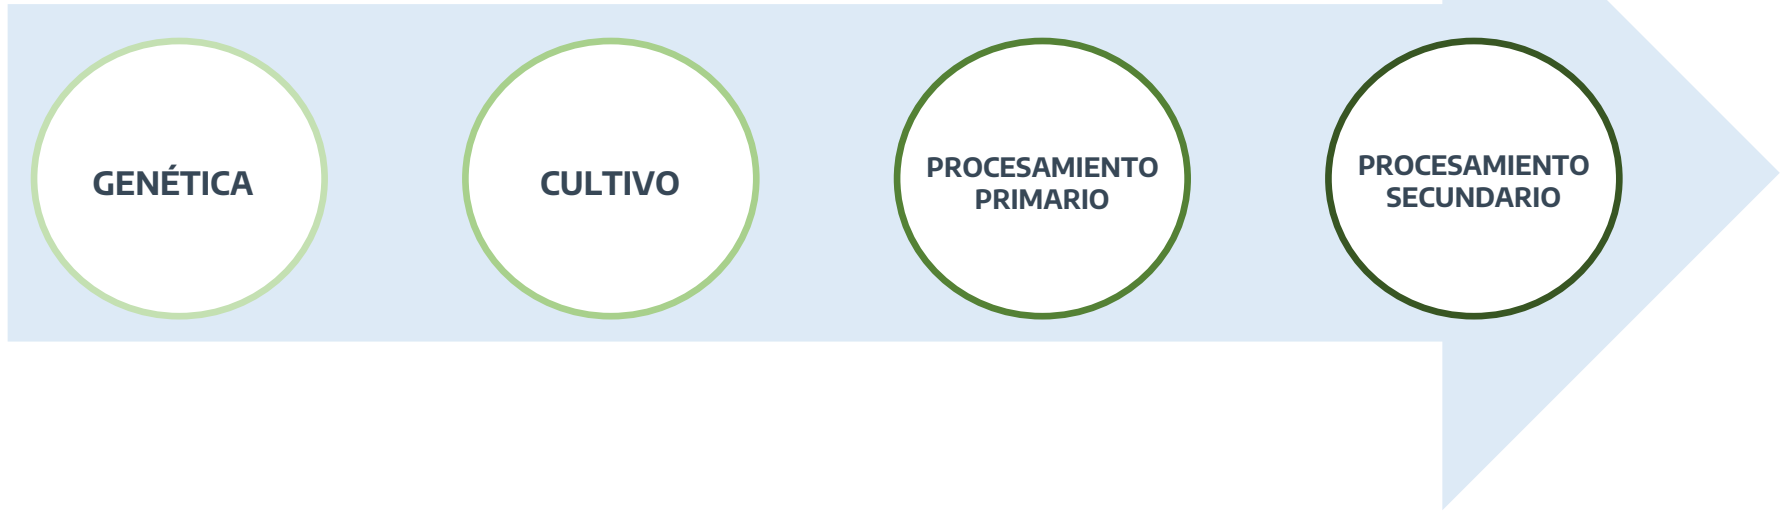 GENÉTICA
CULTIVO
PROCESAMIENTO
PRIMARIO
PROCESAMIENTO
SECUNDARIO